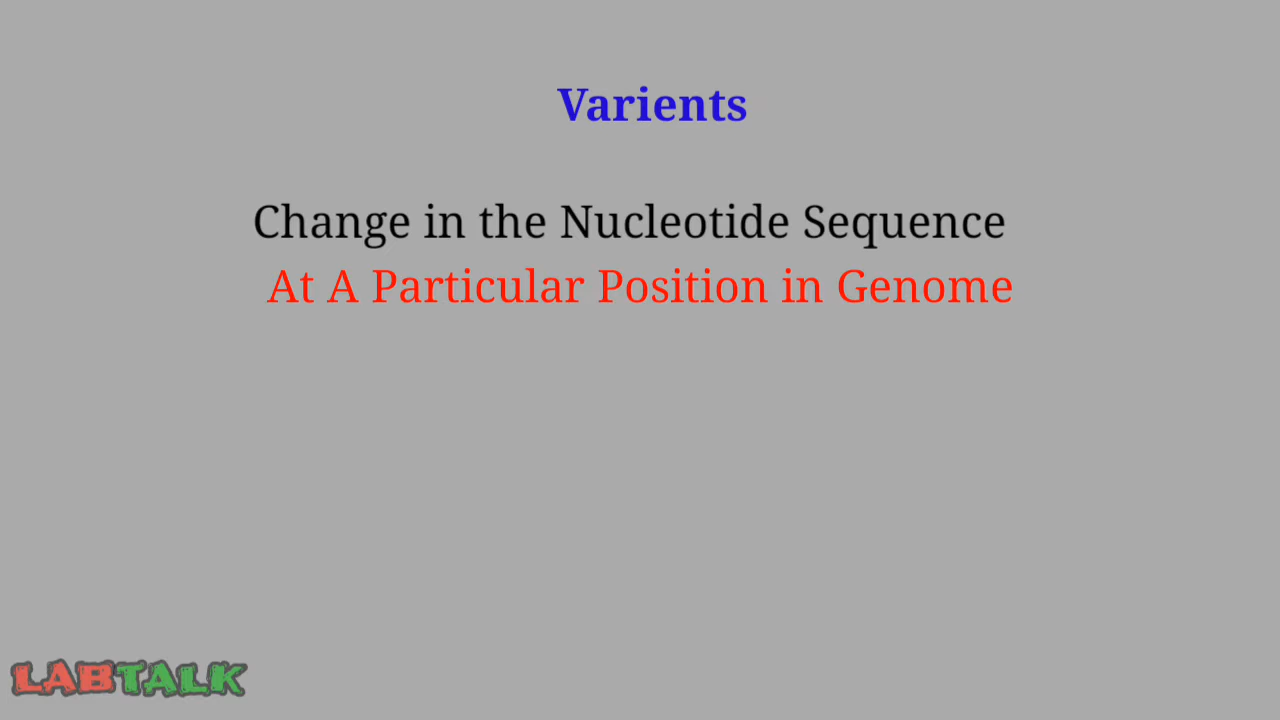 Varients
Change in the Nucleotide Sequence
At A Particular Position in Genome
LABTALK